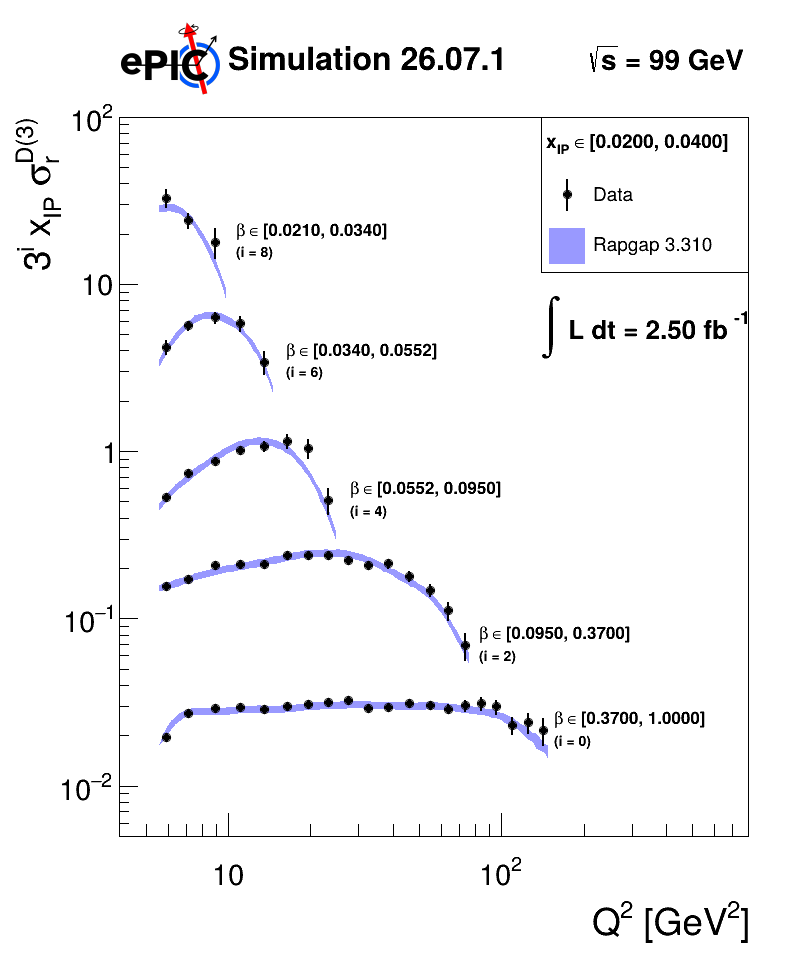 ePIC Simulation 26.07.1
√s = 99 GeV
3^i x_IP σ_r^D(3)
10^2
10
1
10^−1
10^−2
x_IP ∈ [0.0200, 0.0400]
Data
Rapgap 3.310
∫ L dt = 2.50 fb^-1
β ∈ [0.0210, 0.0340]
(i = 8)
β ∈ [0.0340, 0.0552]
(i = 6)
β ∈ [0.0552, 0.0950]
(i = 4)
β ∈ [0.0950, 0.3700]
(i = 2)
β ∈ [0.3700, 1.0000]
(i = 0)
10 10^2
Q^2 [GeV^2]